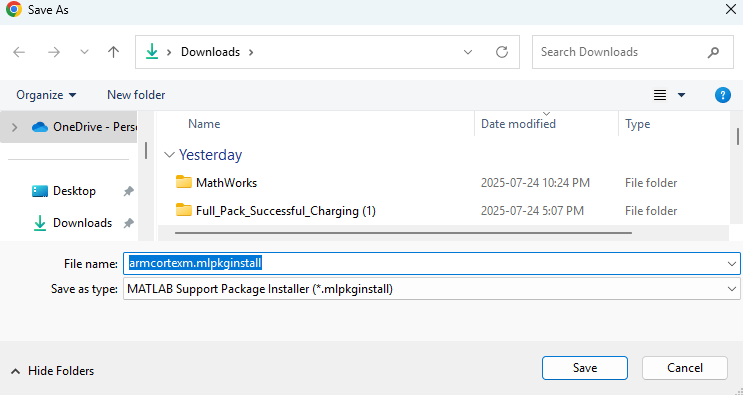 Save As
Downloads
Search Downloads
Organize
New folder
?
OneDrive - Perso
Name
Date modified
Type
Yesterday
Desktop
MathWorks
2025-07-24 10:24 PM
File folder
Downloads
Full_Pack_Successful_Charging (1)
2025-07-24 5:07 PM
File folder
File name:
armcortexm.mlpkginstall
Save as type:
MATLAB Support Package Installer (*.mlpkginstall)
Hide Folders
Save
Cancel